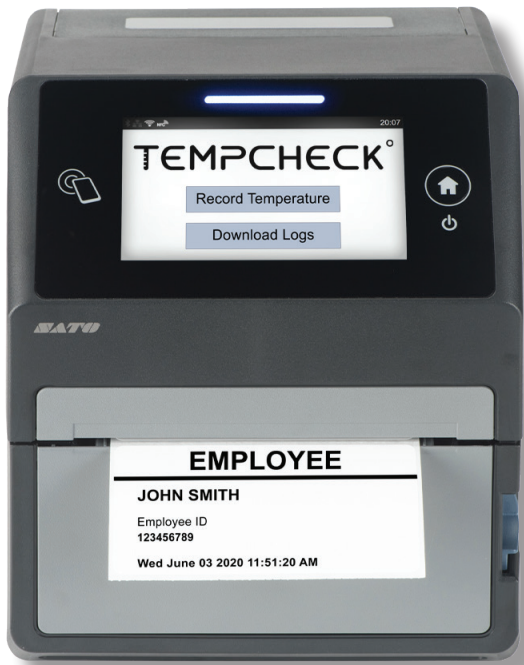 20:07
TEMPCHECK°
Record Temperature
Download Logs
SATO
EMPLOYEE
JOHN SMITH
Employee ID
123456789
Wed June 03 2020 11:51:20 AM